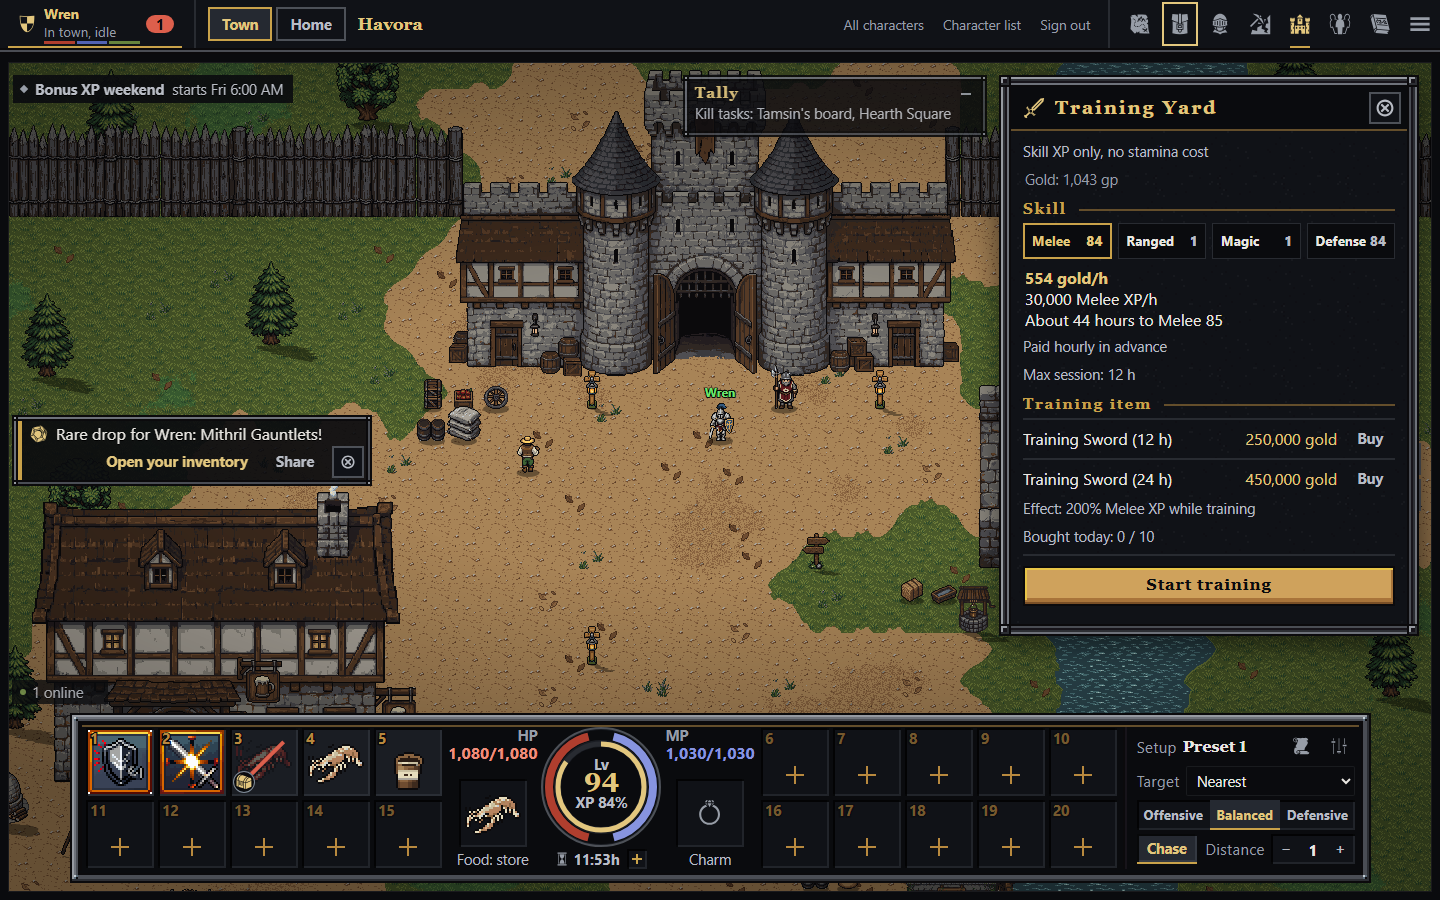 Wren
In town, idle
1
Town
Home
Havora
All characters
Character list
Sign out
Bonus XP weekend starts Fri 6:00 AM
Tally
Kill tasks: Tamsin's board, Hearth Square
Training Yard
Skill XP only, no stamina cost
Gold: 1,043 gp
Skill
Melee 84
Ranged 1
Magic 1
Defense 84
554 gold/h
30,000 Melee XP/h
About 44 hours to Melee 85
Paid hourly in advance
Max session: 12 h
Training item
Training Sword (12 h) 250,000 gold Buy
Training Sword (24 h) 450,000 gold Buy
Effect: 200% Melee XP while training
Bought today: 0 / 10
Start training
Wren
Rare drop for Wren: Mithril Gauntlets!
Open your inventory
Share
1 online
1
2
3
4
5
HP
1,080/1,080
Lv
94
XP 84%
MP
1,030/1,030
6
7
8
9
10
11
12
13
14
15
Food: store
11:53h +
Charm
16
17
18
19
20
Setup Preset 1
Target Nearest
Offensive
Balanced
Defensive
Chase
Distance
− 1 +